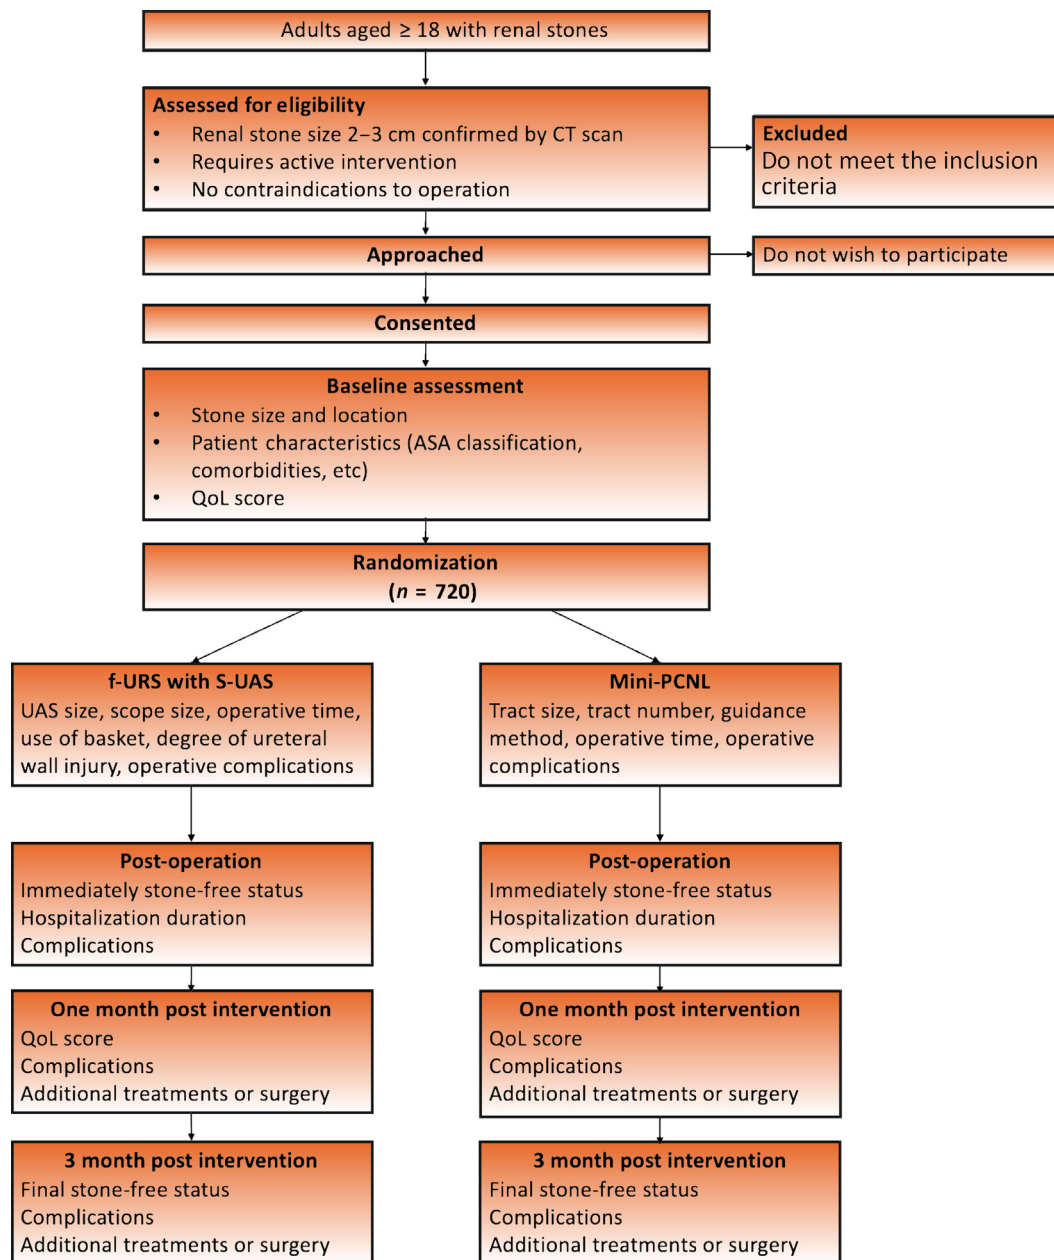 Adults aged ≥ 18 with renal stones
Assessed for eligibility
• Renal stone size 2–3 cm confirmed by CT scan
• Requires active intervention
• No contraindications to operation
Excluded
Do not meet the inclusion
criteria
Approached
Do not wish to participate
Consented
Baseline assessment
• Stone size and location
• Patient characteristics (ASA classification,
comorbidities, etc)
• QoL score
Randomization
(n = 720)
f-URS with S-UAS
UAS size, scope size, operative time,
use of basket, degree of ureteral
wall injury, operative complications
Mini-PCNL
Tract size, tract number, guidance
method, operative time, operative
complications
Post-operation
Immediately stone-free status
Hospitalization duration
Complications
Post-operation
Immediately stone-free status
Hospitalization duration
Complications
One month post intervention
QoL score
Complications
Additional treatments or surgery
One month post intervention
QoL score
Complications
Additional treatments or surgery
3 month post intervention
Final stone-free status
Complications
Additional treatments or surgery
3 month post intervention
Final stone-free status
Complications
Additional treatments or surgery